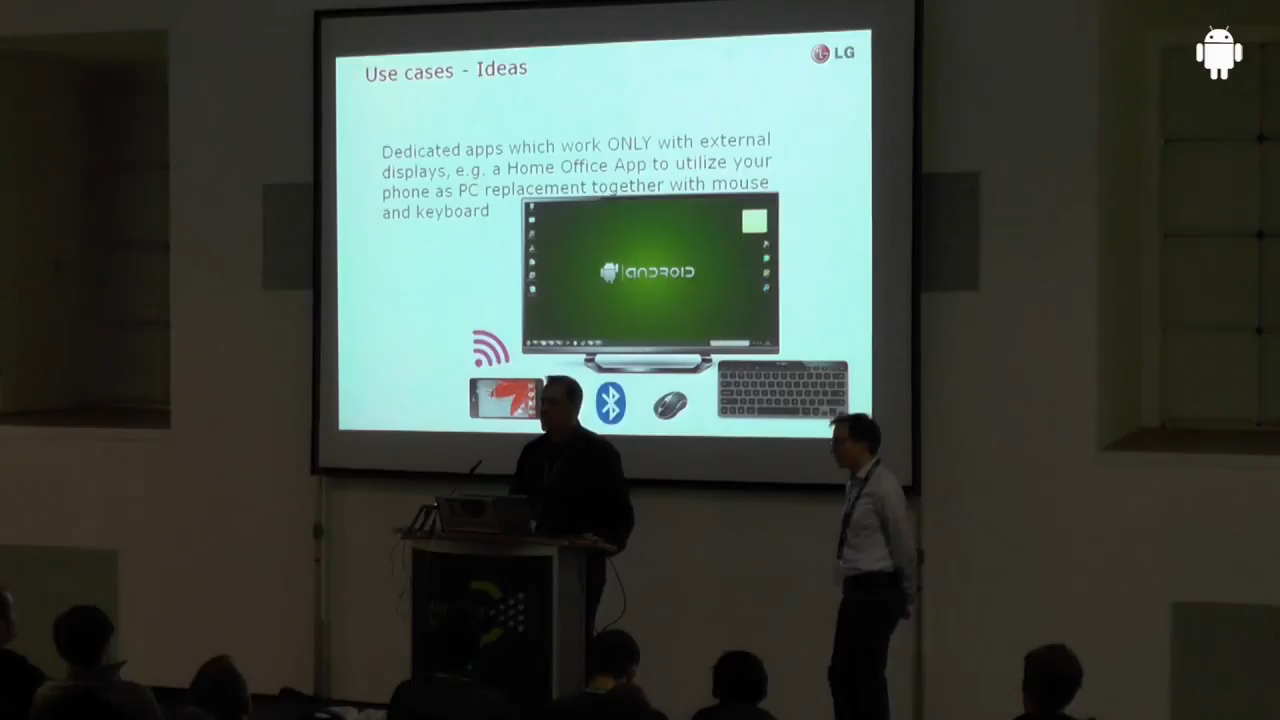 Use cases - Ideas
LG
Dedicated apps which work ONLY with external
displays, e.g. a Home Office App to utilize your
phone as PC replacement together with mouse
and keyboard
ANDROID